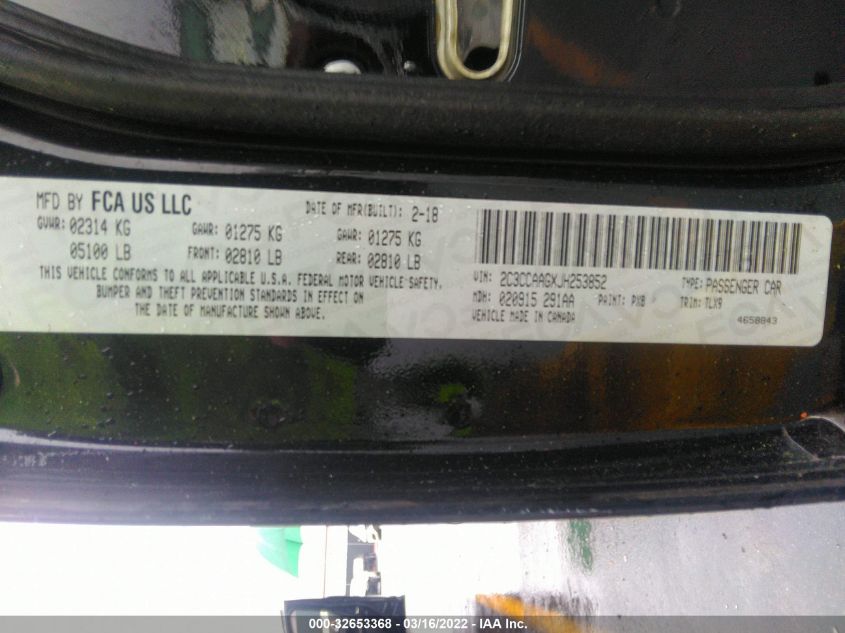 MFD BY FCA US LLC
DATE OF MFR(BUILT): 2-18
GVWR: 02314 KG GAWR: 01275 KG GAWR: 01275 KG
05100 LB FRONT: 02810 LB REAR: 02810 LB
THIS VEHICLE CONFORMS TO ALL APPLICABLE U.S.A. FEDERAL MOTOR VEHICLE SAFETY,
BUMPER AND THEFT PREVENTION STANDARDS IN EFFECT ON
THE DATE OF MANUFACTURE SHOWN ABOVE.
VIN: 2C3CCAAGXJH253852 TYPE: PASSENGER CAR
MDH: 020915 291AA PAINT: PX8 TRIM: TLX9
VEHICLE MADE IN CANADA 4658843
000-32653368 - 03/16/2022 - IAA Inc.